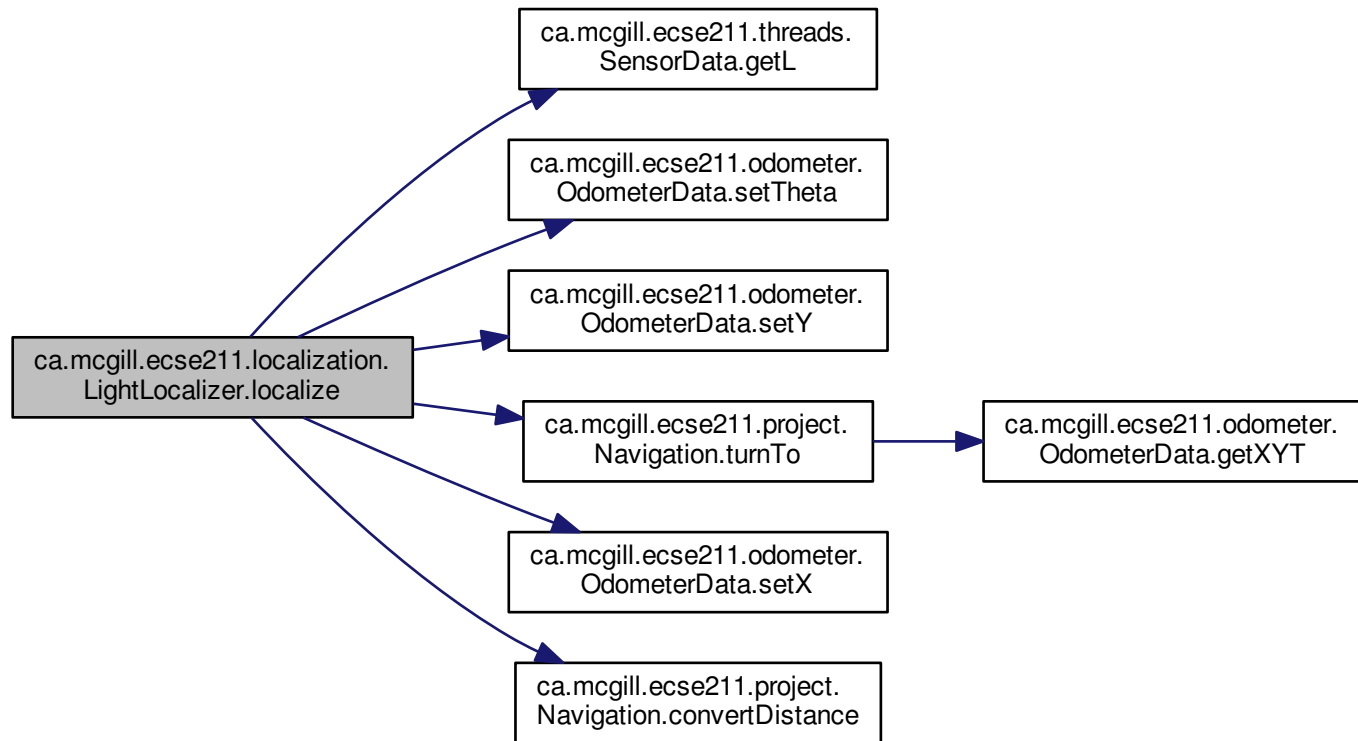 ca.mcgill.ecse211.threads.
SensorData.getL
ca.mcgill.ecse211.odometer.
OdometerData.setTheta
ca.mcgill.ecse211.odometer.
OdometerData.setY
ca.mcgill.ecse211.localization.
LightLocalizer.localize
ca.mcgill.ecse211.project.
Navigation.turnTo
ca.mcgill.ecse211.odometer.
OdometerData.getXYT
ca.mcgill.ecse211.odometer.
OdometerData.setX
ca.mcgill.ecse211.project.
Navigation.convertDistance